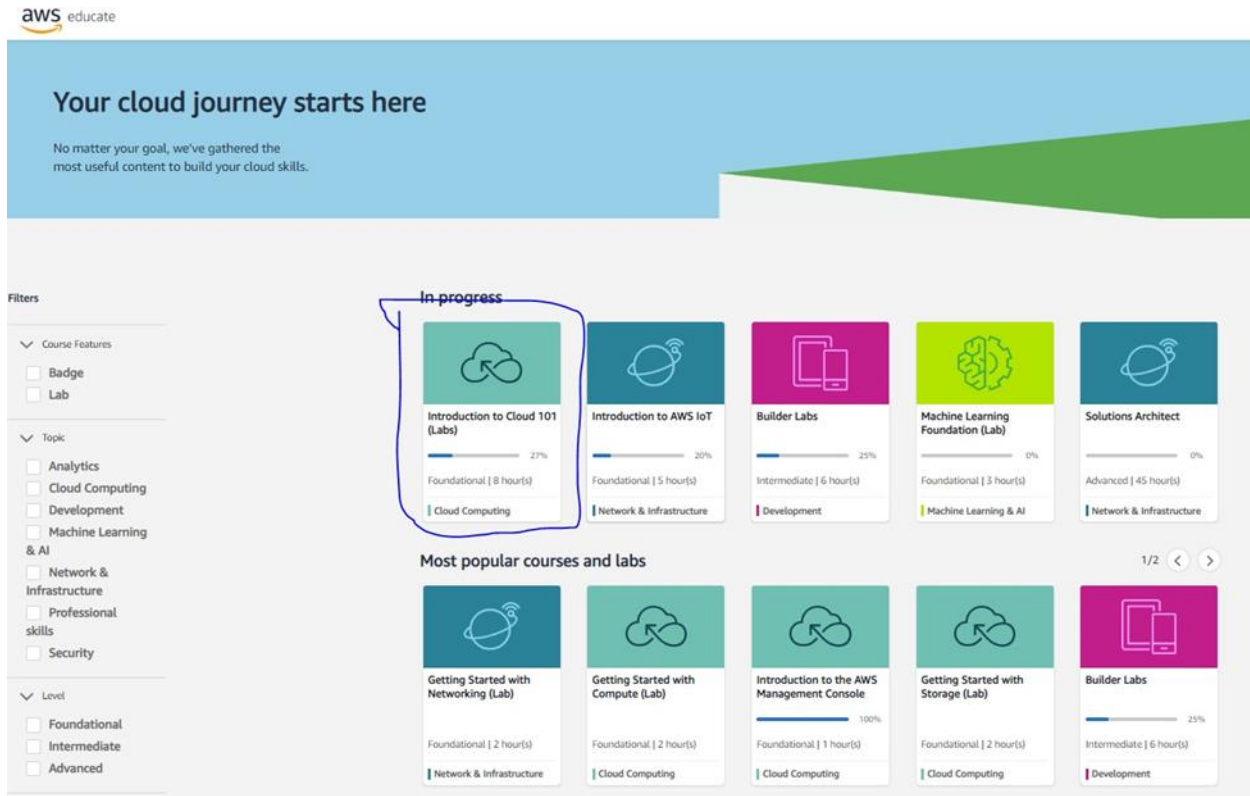 aws educate
Your cloud journey starts here
No matter your goal, we've gathered the
most useful content to build your cloud skills.
Filters
Course Features
Badge
Lab
Topic
Analytics
Cloud Computing
Development
Machine Learning
& AI
Network &
Infrastructure
Professional
skills
Security
Level
Foundational
Intermediate
Advanced
In progress
Introduction to Cloud 101
(Labs)
27%
Foundational | 8 hour(s)
Cloud Computing
Introduction to AWS IoT
20%
Foundational | 5 hour(s)
Network & Infrastructure
Builder Labs
25%
Intermediate | 6 hour(s)
Development
Machine Learning
Foundation (Lab)
0%
Foundational | 3 hour(s)
Machine Learning & AI
Solutions Architect
0%
Advanced | 45 hour(s)
Network & Infrastructure
Most popular courses and labs
1/2
Getting Started with
Networking (Lab)
Foundational | 2 hour(s)
Network & Infrastructure
Getting Started with
Compute (Lab)
Foundational | 2 hour(s)
Cloud Computing
Introduction to the AWS
Management Console
100%
Foundational | 1 hour(s)
Cloud Computing
Getting Started with
Storage (Lab)
Foundational | 2 hour(s)
Cloud Computing
Builder Labs
25%
Intermediate | 6 hour(s)
Development